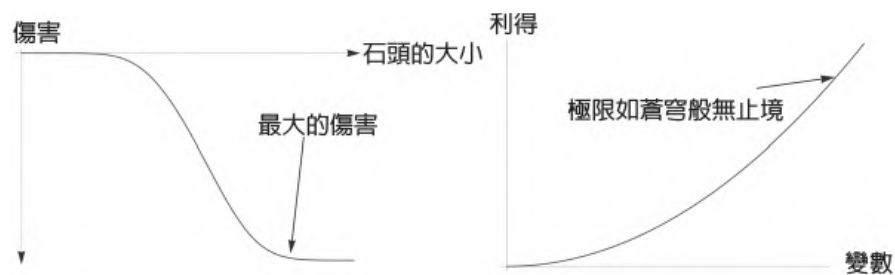 傷害
石頭的大小
最大的傷害
利得
極限如蒼穹般無止境
變數